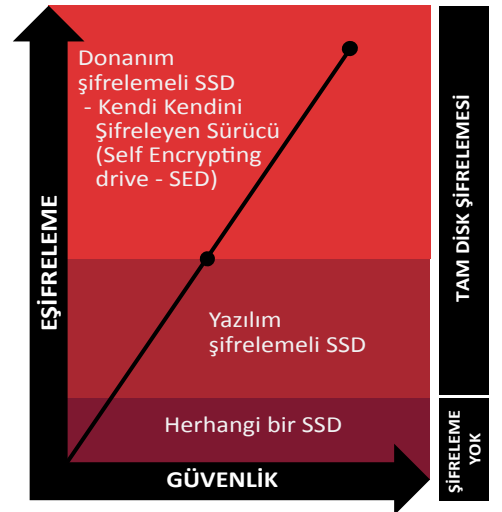 Donanım
şifrelemeli SSD
- Kendi Kendini
Şifreleyen Sürücü
(Self Encrypting
drive - SED)
Yazılım
şifrelemeli SSD
Herhangi bir SSD
EŞİFRELEME
GÜVENLİK
TAM DİSK ŞİFRELEMESİ
ŞİFRELEME
YOK